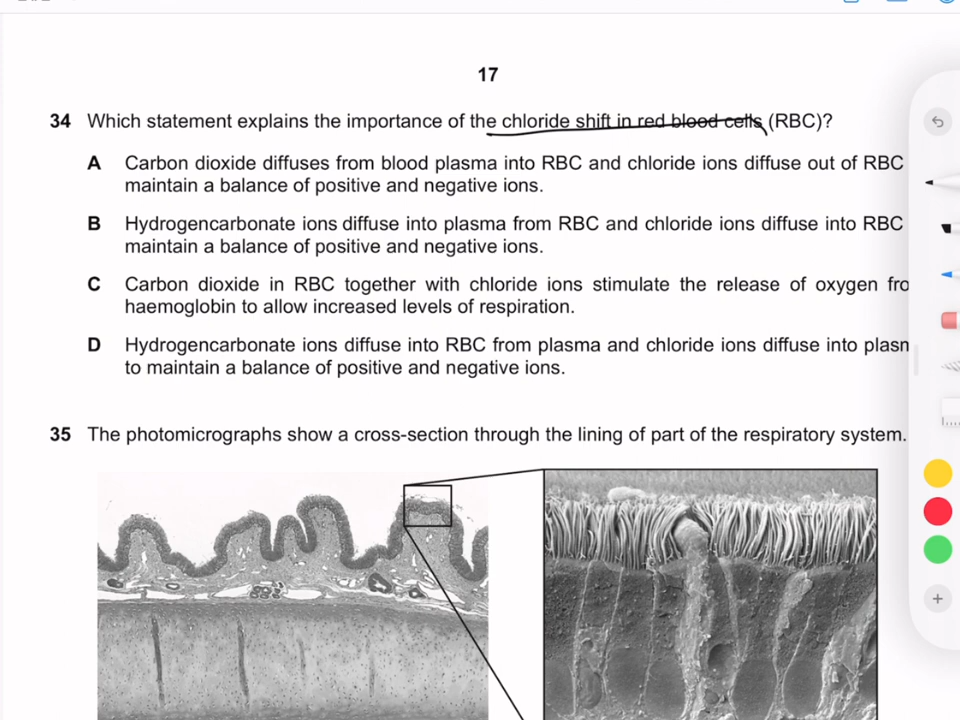 17
34 Which statement explains the importance of the chloride shift in red blood cells (RBC)?
A Carbon dioxide diffuses from blood plasma into RBC and chloride ions diffuse out of RBC
maintain a balance of positive and negative ions.
B Hydrogencarbonate ions diffuse into plasma from RBC and chloride ions diffuse into RBC
maintain a balance of positive and negative ions.
C Carbon dioxide in RBC together with chloride ions stimulate the release of oxygen fro
haemoglobin to allow increased levels of respiration.
D Hydrogencarbonate ions diffuse into RBC from plasma and chloride ions diffuse into plasn
to maintain a balance of positive and negative ions.
35 The photomicrographs show a cross-section through the lining of part of the respiratory system.